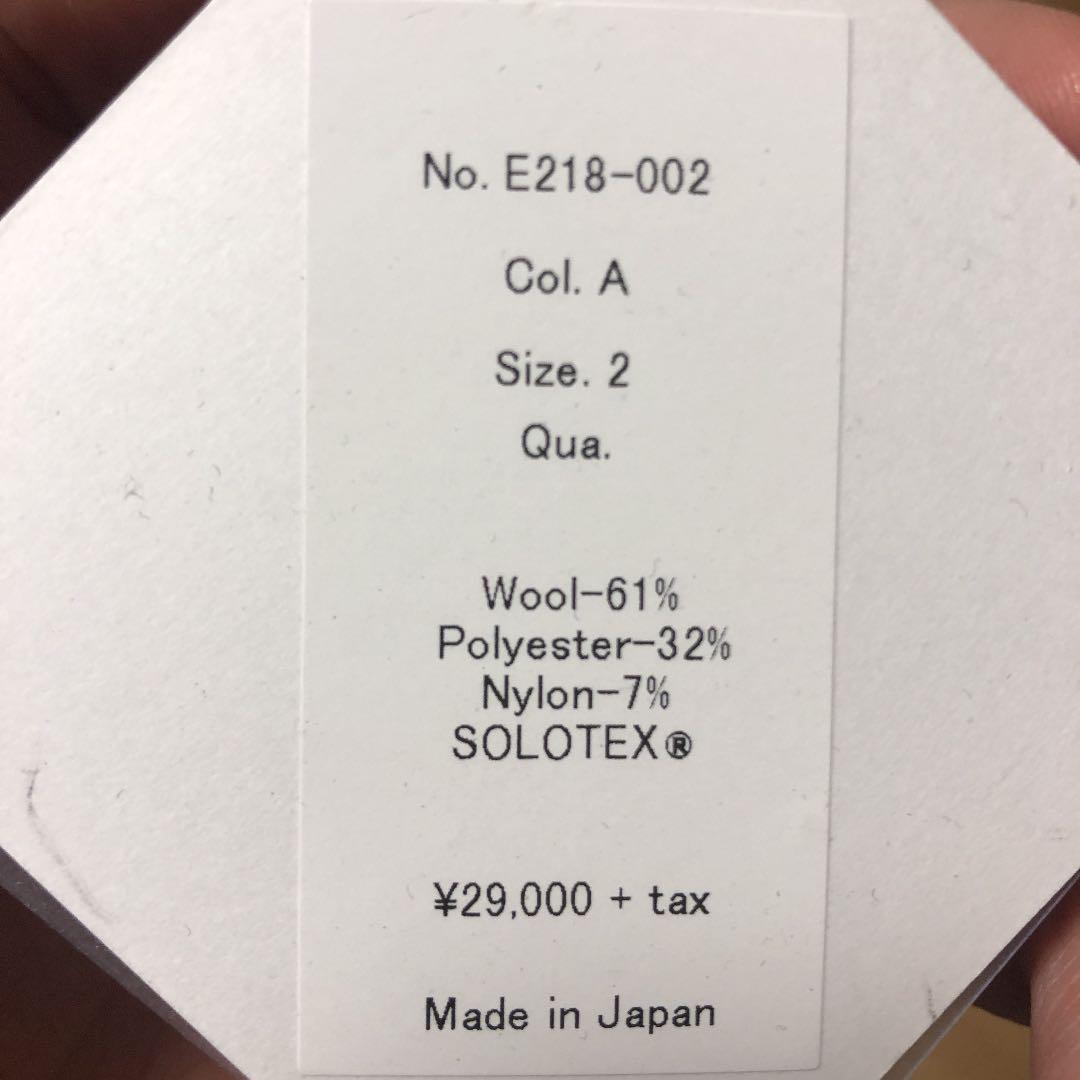 No. E218-002
Col. A
Size. 2
Qua.
Wool-61%
Polyester-32%
Nylon-7%
SOLOTEX®
¥29,000 + tax
Made in Japan